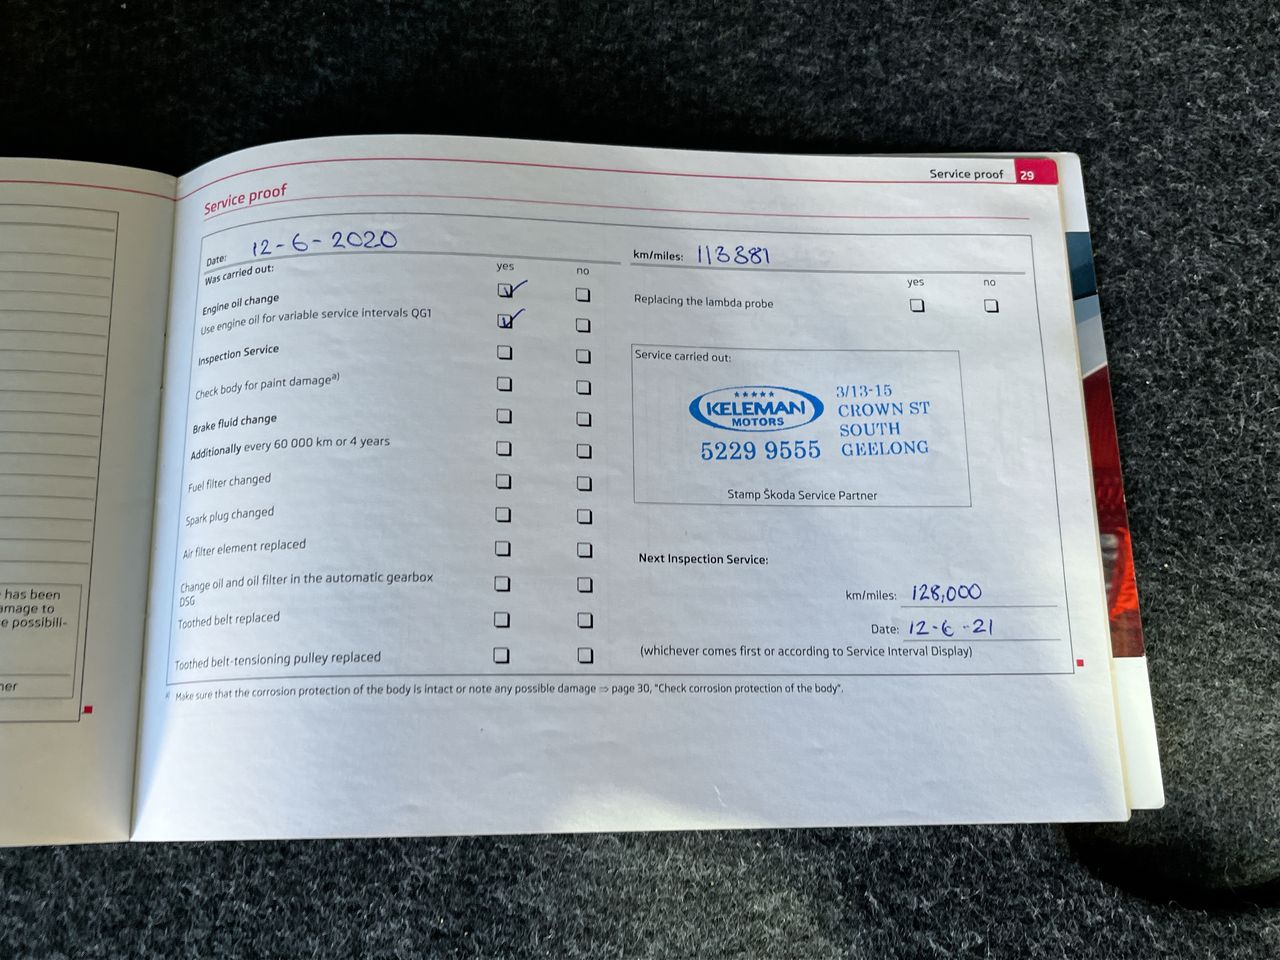 Service proof 29
Service proof
Date: 12-6-2020
km/miles: 113881
Was carried out:
yes no
Engine oil change
Use engine oil for variable service intervals QG1
Inspection Service
Check body for paint damagea)
Brake fluid change
Additionally every 60 000 km or 4 years
Fuel filter changed
Spark plug changed
Air filter element replaced
Change oil and oil filter in the automatic gearbox
DSG
Toothed belt replaced
Toothed belt-tensioning pulley replaced
yes no
Replacing the lambda probe
Service carried out:
KELEMAN
MOTORS
5229 9555
3/13-15
CROWN ST
SOUTH
GEELONG
Stamp Škoda Service Partner
Next Inspection Service:
km/miles: 128,000
Date: 12-6-21
(whichever comes first or according to Service Interval Display)
a) Make sure that the corrosion protection of the body is intact or note any possible damage ⇒ page 30, "Check corrosion protection of the body".
has been
amage to
e possibili-